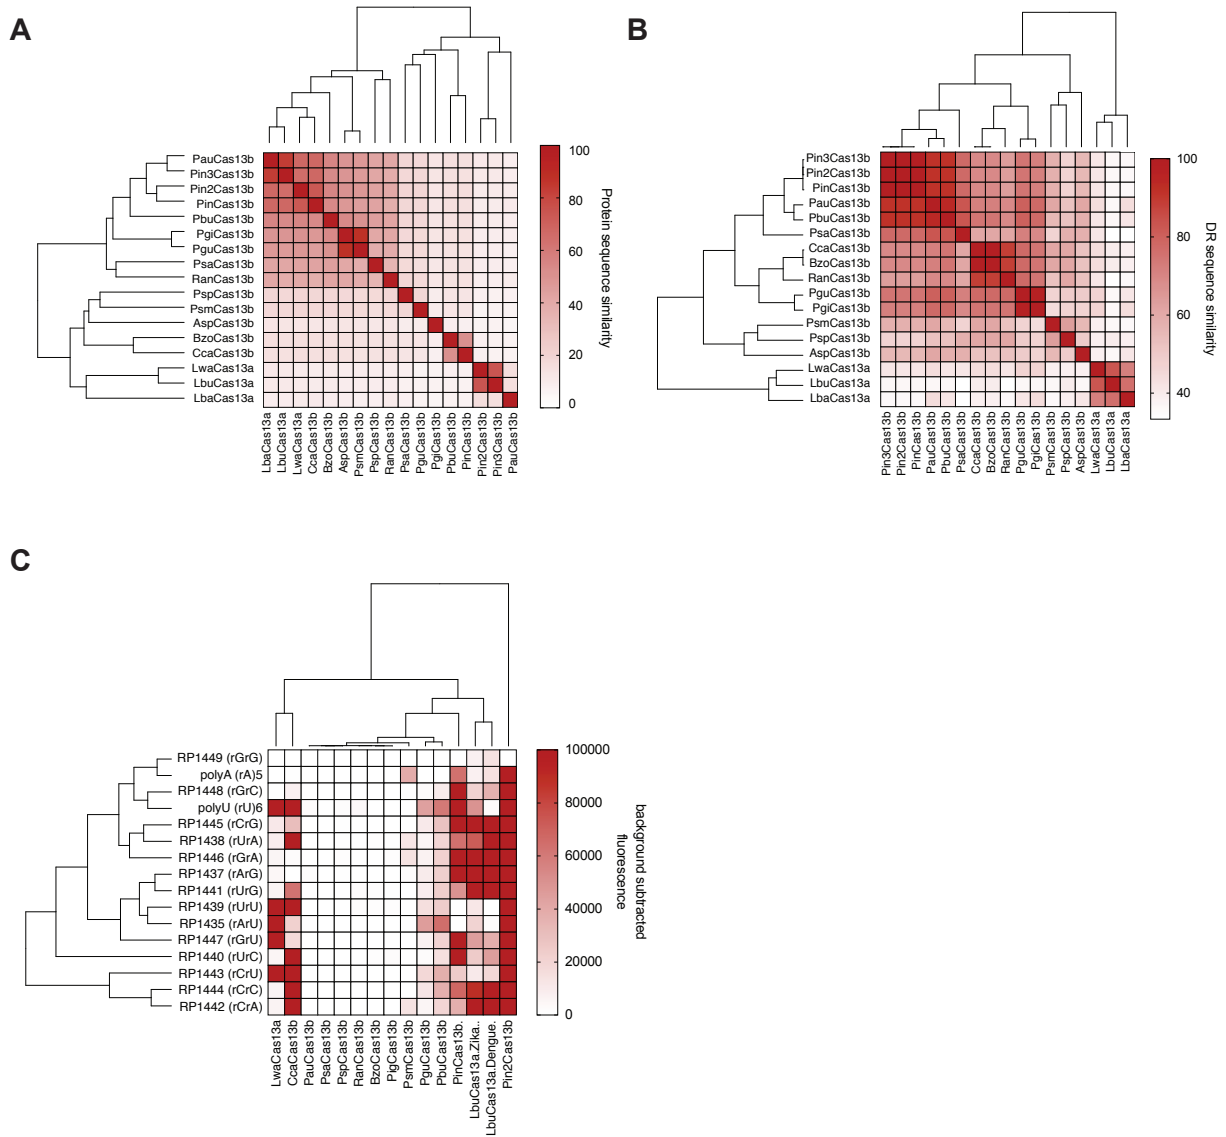 A
PauCas13b
Pin3Cas13b
Pin2Cas13b
PinCas13b
PbuCas13b
PgiCas13b
PguCas13b
PsaCas13b
RanCas13b
PspCas13b
PsmCas13b
AspCas13b
BzoCas13b
CcaCas13b
LwaCas13a
LbuCas13a
LbaCas13a
LbaCas13a
LbuCas13a
LwaCas13a
CcaCas13b
BzoCas13b
AspCas13b
PsmCas13b
PspCas13b
RanCas13b
PsaCas13b
PguCas13b
PgiCas13b
PbuCas13b
PinCas13b
Pin2Cas13b
Pin3Cas13b
PauCas13b
100
80
60
40
20
0
Protein sequence similarity
B
Pin3Cas13b
Pin2Cas13b
PinCas13b
PauCas13b
PbuCas13b
PsaCas13b
CcaCas13b
BzoCas13b
RanCas13b
PguCas13b
PgiCas13b
PsmCas13b
PspCas13b
AspCas13b
LwaCas13a
LbuCas13a
LbaCas13a
Pin3Cas13b
Pin2Cas13b
PinCas13b
PauCas13b
PbuCas13b
PsaCas13b
CcaCas13b
BzoCas13b
RanCas13b
PguCas13b
PgiCas13b
PsmCas13b
PspCas13b
AspCas13b
LwaCas13a
LbuCas13a
LbaCas13a
100
80
60
40
DR sequence similarity
C
RP1449 (rGrG)
polyA (rA)5
RP1448 (rGrC)
polyU (rU)6
RP1445 (rCrG)
RP1438 (rUrA)
RP1446 (rGrA)
RP1437 (rArG)
RP1441 (rUrG)
RP1439 (rUrU)
RP1435 (rArU)
RP1447 (rGrU)
RP1440 (rUrC)
RP1443 (rCrU)
RP1444 (rCrC)
RP1442 (rCrA)
LwaCas13a
CcaCas13b
PauCas13b
PsaCas13b
PspCas13b
RanCas13b
BzoCas13b
PigCas13b
PsmCas13b
PguCas13b
PbuCas13b
PinCas13b.
LbuCas13a.Zika..
LbuCas13a.Dengue.
Pin2Cas13b
100000
80000
60000
40000
20000
0
background subtracted
fluorescence